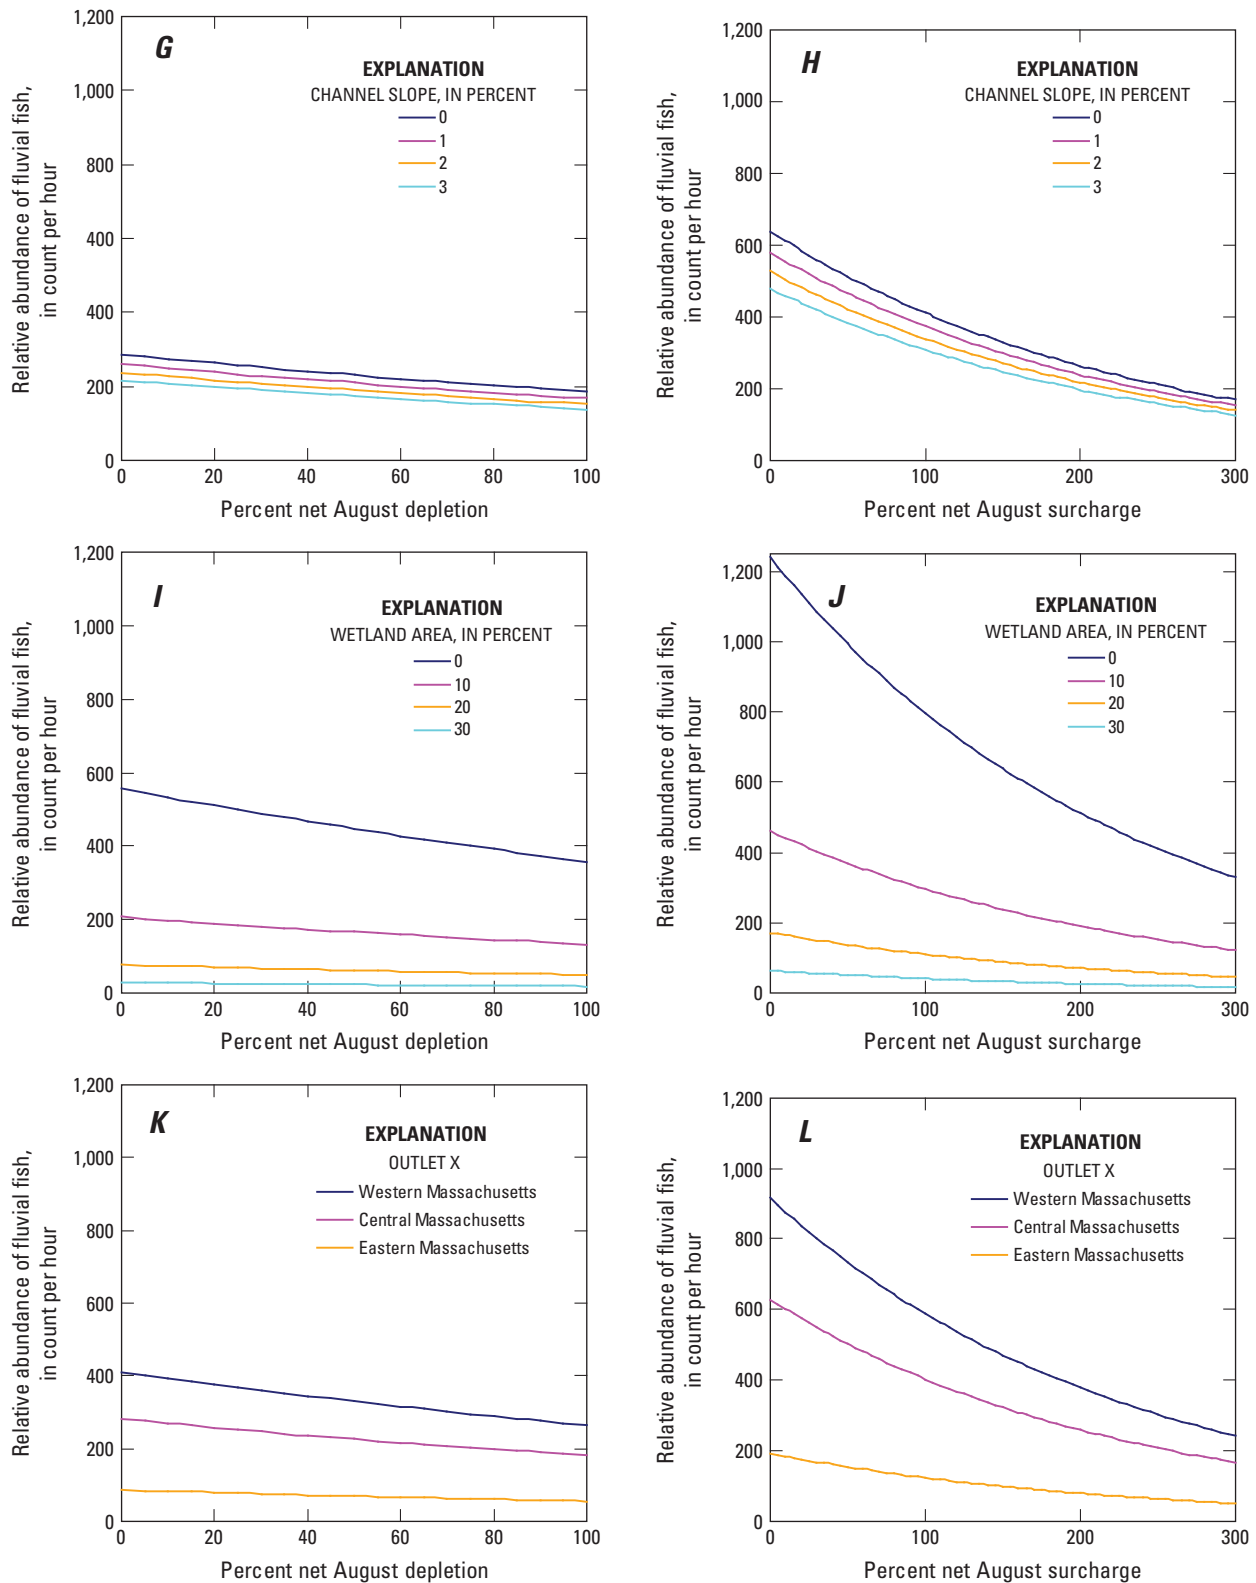 G
EXPLANATION
CHANNEL SLOPE, IN PERCENT
0
1
2
3
1,200
1,000
800
600
400
200
0
Relative abundance of fluvial fish,
in count per hour
0 20 40 60 80 100
Percent net August depletion
H
EXPLANATION
CHANNEL SLOPE, IN PERCENT
0
1
2
3
1,200
1,000
800
600
400
200
0
Relative abundance of fluvial fish,
in count per hour
0 100 200 300
Percent net August surcharge
I
EXPLANATION
WETLAND AREA, IN PERCENT
0
10
20
30
1,200
1,000
800
600
400
200
0
Relative abundance of fluvial fish,
in count per hour
0 20 40 60 80 100
Percent net August depletion
J
EXPLANATION
WETLAND AREA, IN PERCENT
0
10
20
30
1,200
1,000
800
600
400
200
0
Relative abundance of fluvial fish,
in count per hour
0 100 200 300
Percent net August surcharge
K
EXPLANATION
OUTLET X
Western Massachusetts
Central Massachusetts
Eastern Massachusetts
1,200
1,000
800
600
400
200
0
Relative abundance of fluvial fish,
in count per hour
0 20 40 60 80 100
Percent net August depletion
L
EXPLANATION
OUTLET X
Western Massachusetts
Central Massachusetts
Eastern Massachusetts
1,200
1,000
800
600
400
200
0
Relative abundance of fluvial fish,
in count per hour
0 100 200 300
Percent net August surcharge